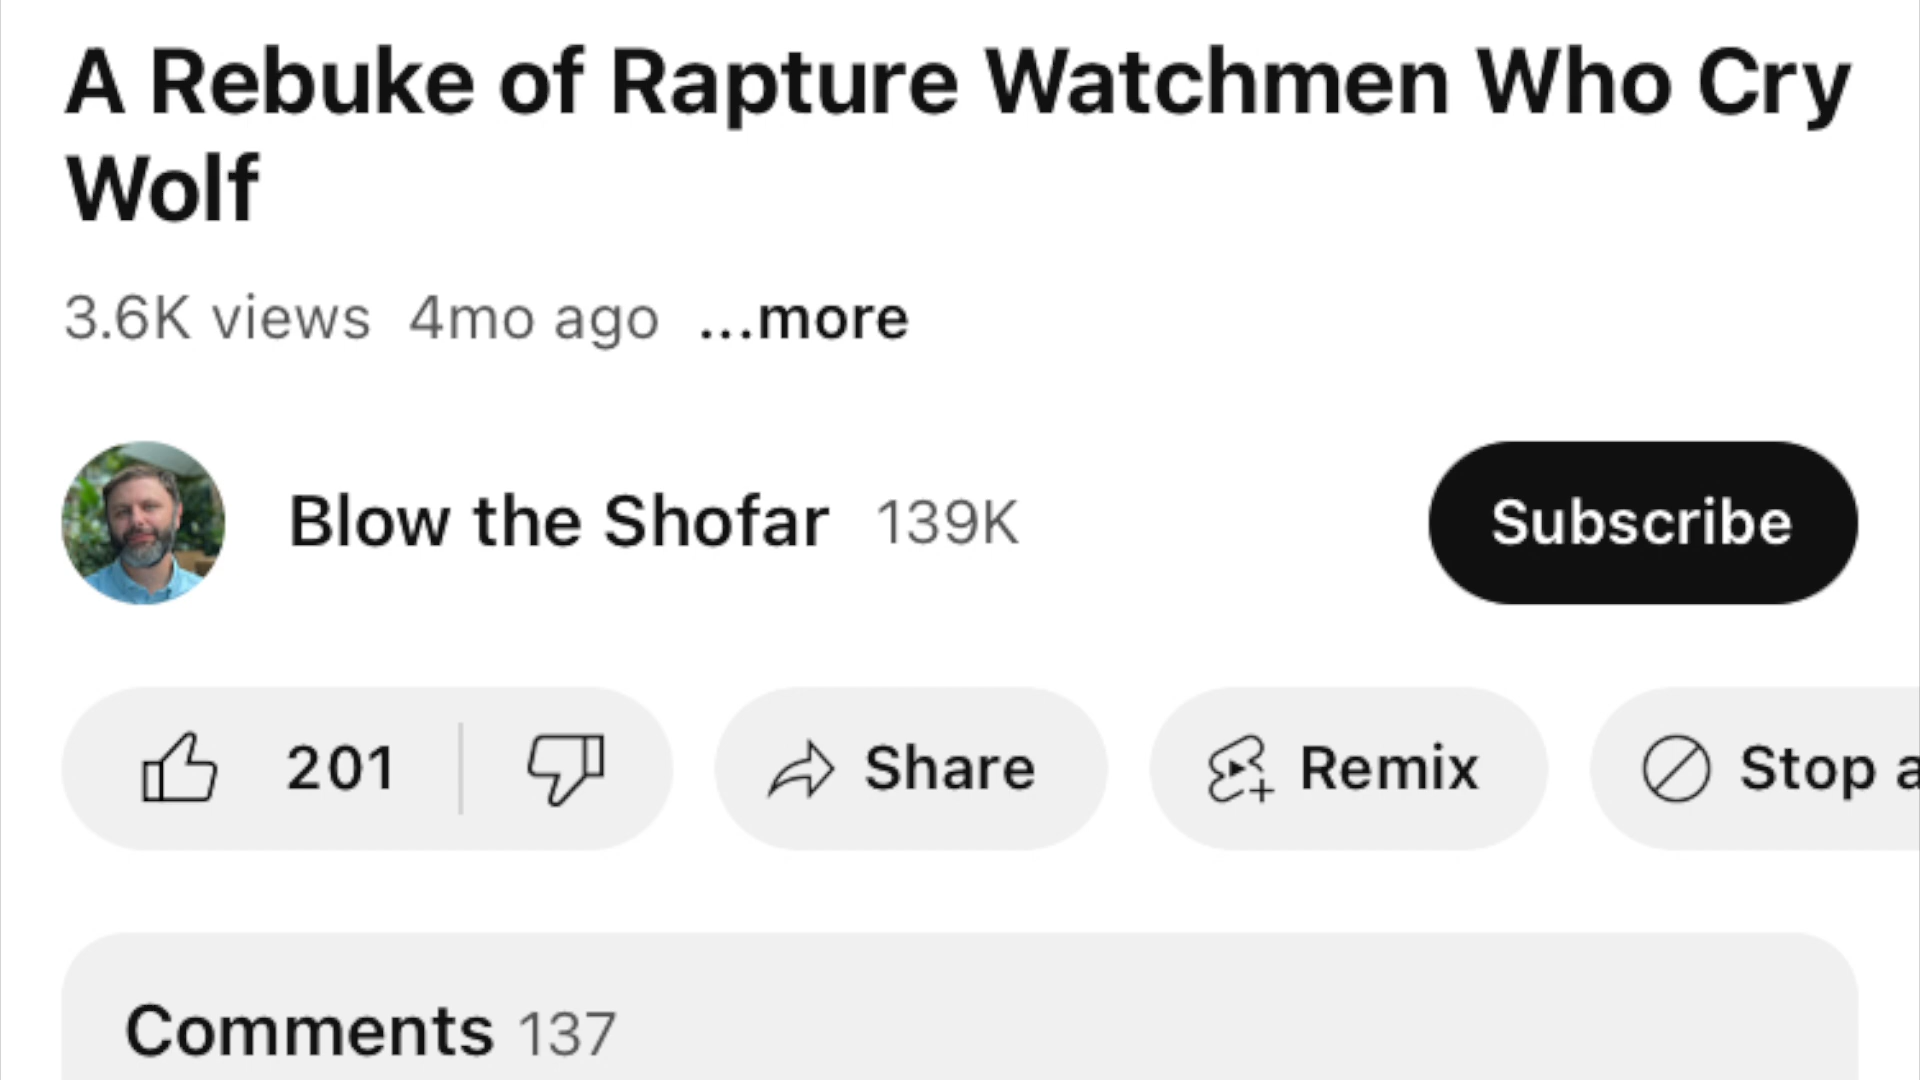 A Rebuke of Rapture Watchmen Who Cry
Wolf
3.6K views 4mo ago ...more
Blow the Shofar 139K Subscribe
201 Share Remix Stop a
Comments 137